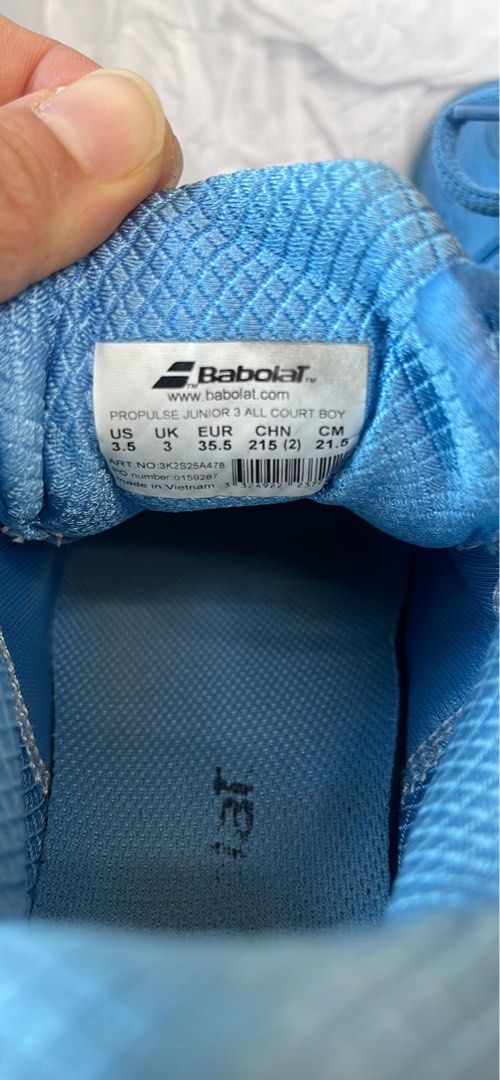 BabolaT™
www.babolat.com
PROPULSE JUNIOR 3 ALL COURT BOY
US UK EUR CHN CM
3.5 3 35.5 215 (2) 21.5
ART.NO:3K2S25A478
PO number:0159287
made in Vietnam